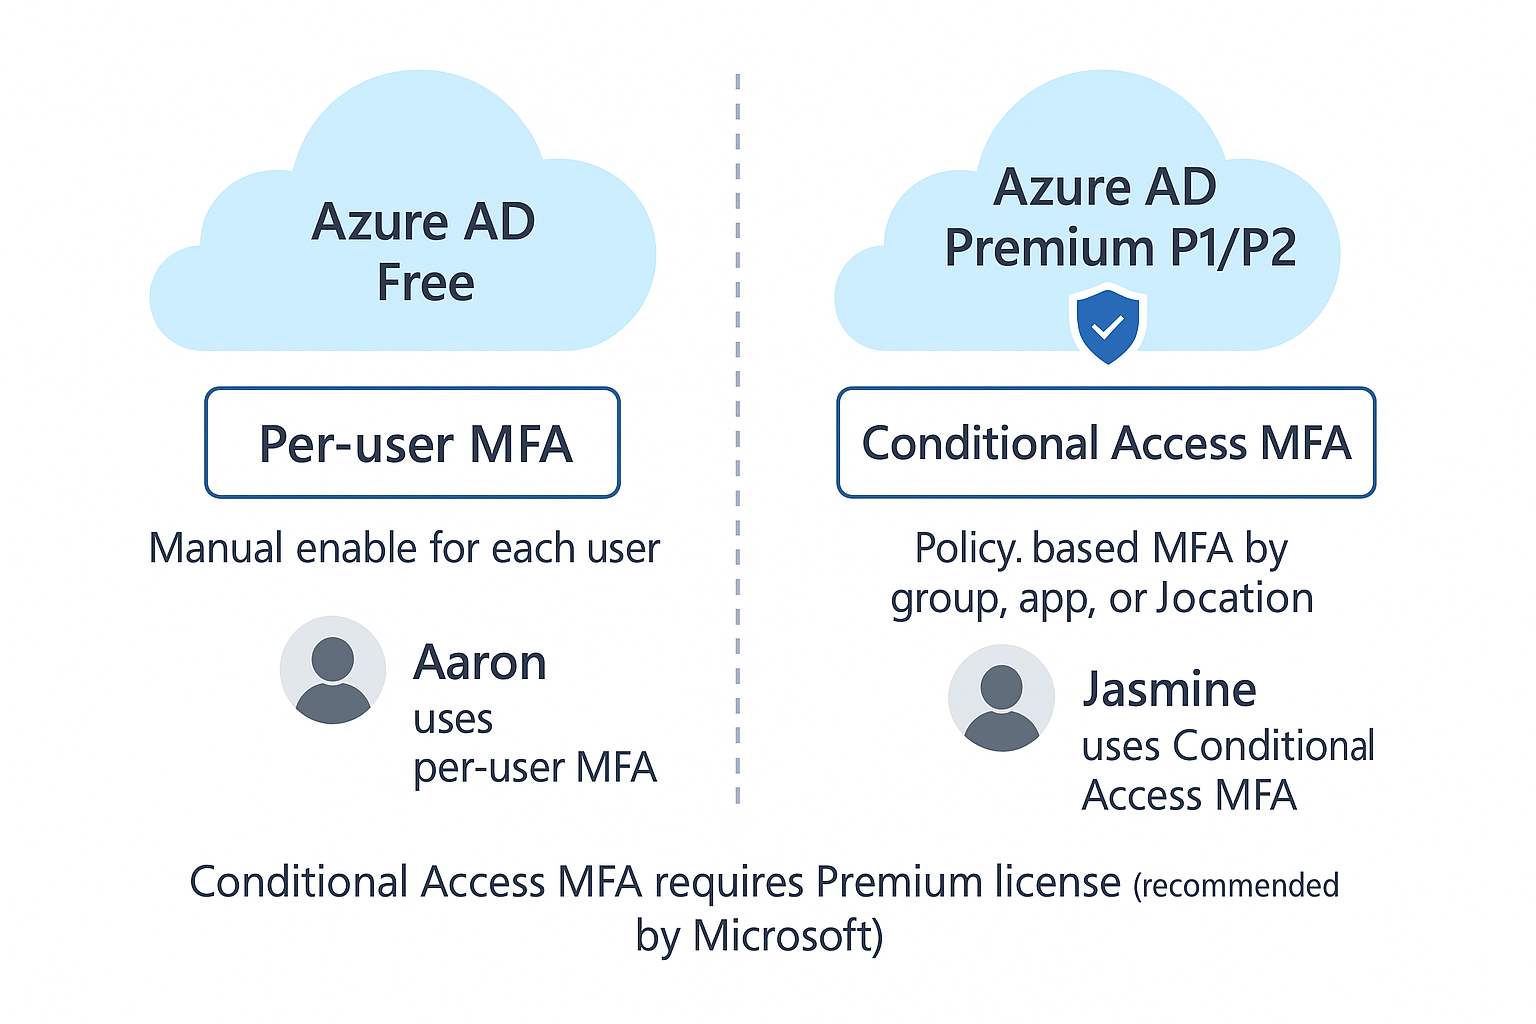 Azure AD
Free
Per-user MFA
Manual enable for each user
Aaron
uses
per-user MFA
Azure AD
Premium P1/P2
Conditional Access MFA
Policy. based MFA by
group, app, or Jocation
Jasmine
uses Conditional
Access MFA
Conditional Access MFA requires Premium license (recommended
by Microsoft)